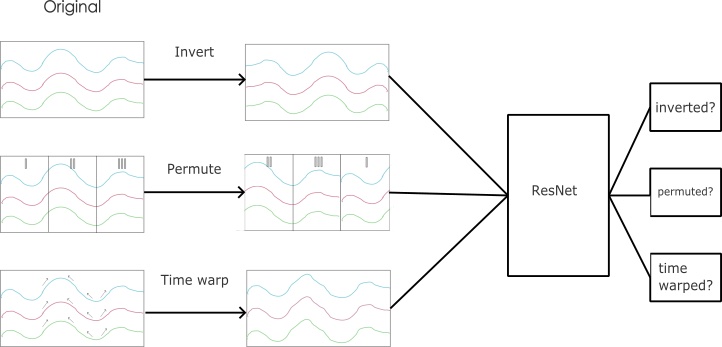 Original
Invert
inverted?
I II III
Permute
II III I
ResNet
permuted?
Time warp
time
warped?